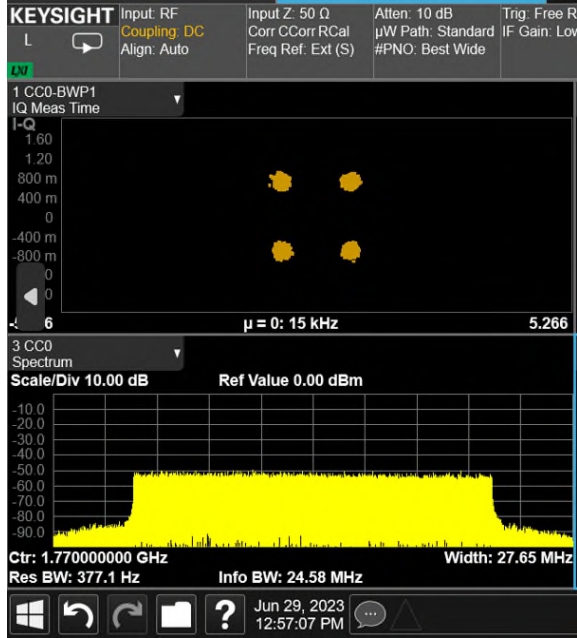 KEYSIGHT
L
LXI
Input: RF
Coupling: DC
Align: Auto
Input Z: 50 Ω
Corr CCorr RCal
Freq Ref: Ext (S)
Atten: 10 dB
µW Path: Standard
#PNO: Best Wide
Trig: Free R
IF Gain: Low
1 CC0-BWP1
IQ Meas Time
I-Q
1.60
1.20
800 m
400 m
0
-400 m
-800 m
0
0
6
µ = 0: 15 kHz
5.266
3 CC0
Spectrum
Scale/Div 10.00 dB
Ref Value 0.00 dBm
-10.0
-20.0
-30.0
-40.0
-50.0
-60.0
-70.0
-80.0
-90.0
Ctr: 1.770000000 GHz
Width: 27.65 MHz
Res BW: 377.1 Hz
Info BW: 24.58 MHz
?
Jun 29, 2023
12:57:07 PM